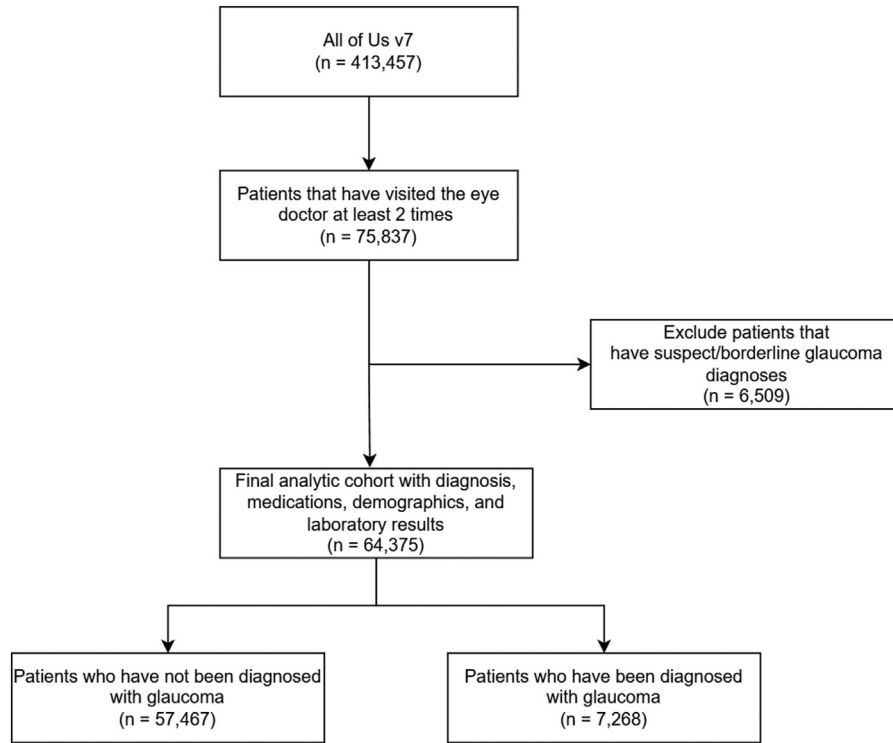 All of Us v7
(n = 413,457)
Patients that have visited the eye
doctor at least 2 times
(n = 75,837)
Exclude patients that
have suspect/borderline glaucoma
diagnoses
(n = 6,509)
Final analytic cohort with diagnosis,
medications, demographics, and
laboratory results
(n = 64,375)
Patients who have not been diagnosed
with glaucoma
(n = 57,467)
Patients who have been diagnosed
with glaucoma
(n = 7,268)